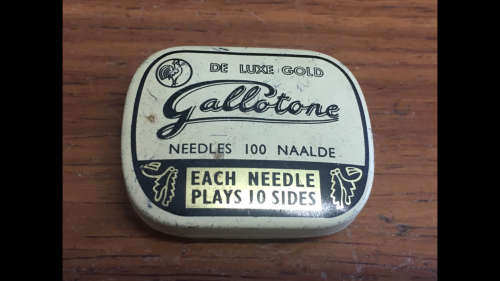 DE LUXE GOLD
Gallotone
NEEDLES 100 NAALDE
EACH NEEDLE
PLAYS 10 SIDES